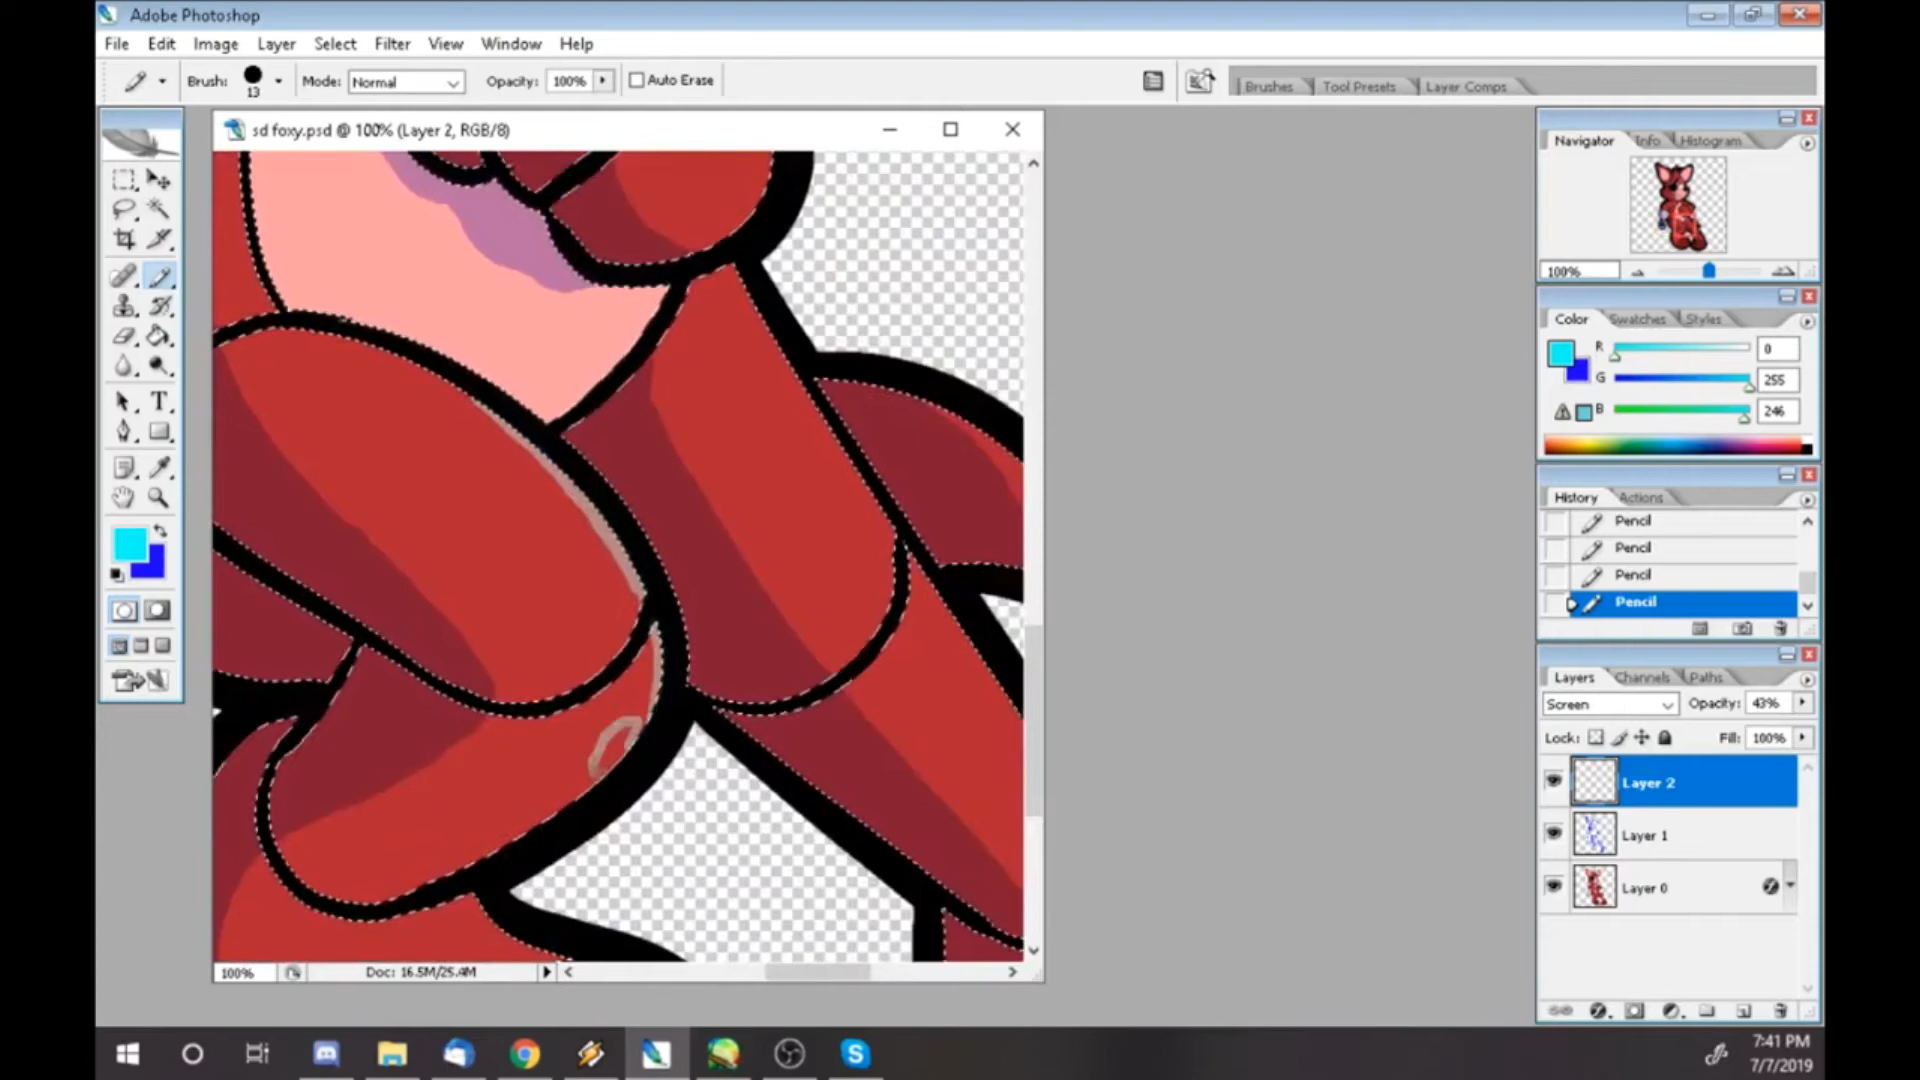 Adobe Photoshop
File Edit Image Layer Select Filter View Window Help
Brush: 13 Mode: Normal Opacity: 100% Auto Erase Brushes Tool Presets Layer Comps
sd foxy.psd @ 100% (Layer 2, RGB/8)
Navigator Info Histogram
100%
Color Swatches Styles
R 0
G 255
B 246
History Actions
Pencil
Pencil
Pencil
Pencil
Layers Channels Paths
Screen Opacity: 43%
Lock: Fill: 100%
Layer 2
Layer 1
Layer 0
100% Doc: 16.5M/25.4M
7:41 PM
7/7/2019